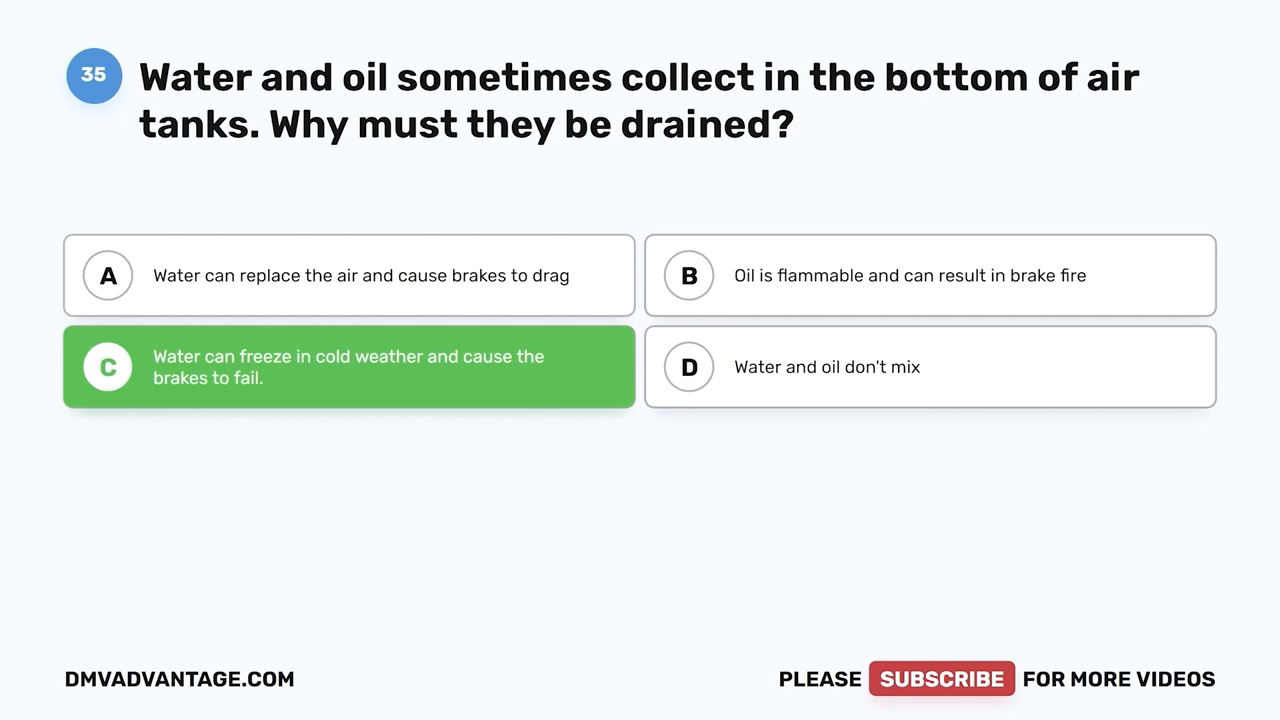 35
Water and oil sometimes collect in the bottom of air
tanks. Why must they be drained?
A
Water can replace the air and cause brakes to drag
B
Oil is flammable and can result in brake fire
C
Water can freeze in cold weather and cause the
brakes to fail.
D
Water and oil don't mix
DMVADVANTAGE.COM
PLEASE SUBSCRIBE FOR MORE VIDEOS